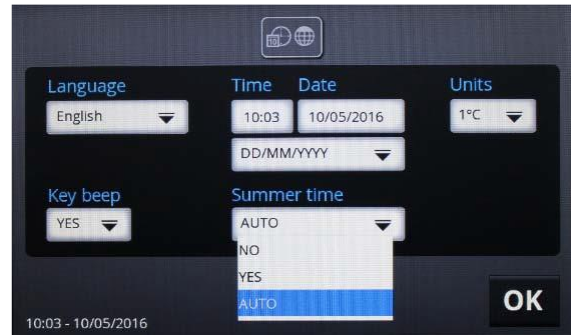 10
Language Time Date Units
English 10:03 10/05/2016 1°C
DD/MM/YYYY
Key beep Summer time
YES AUTO
NO
YES
AUTO
OK
10:03 - 10/05/2016